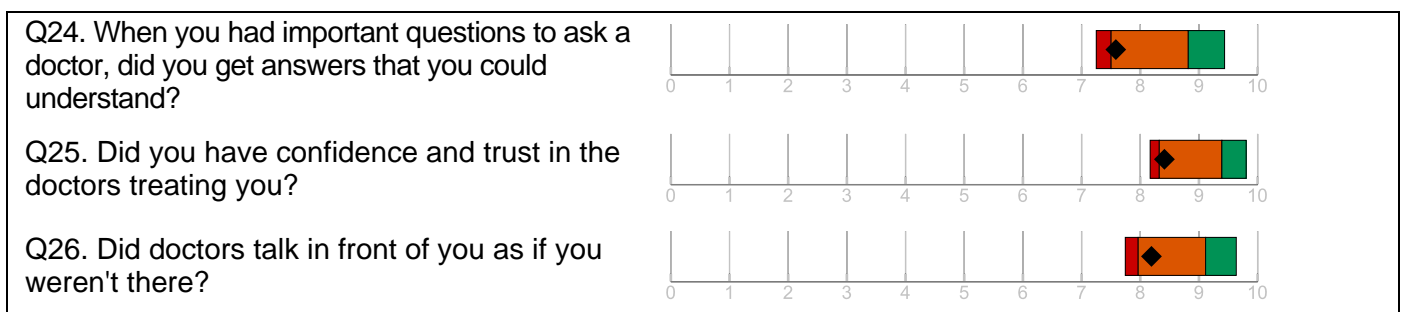 Q24. When you had important questions to ask a
doctor, did you get answers that you could
understand?
0 1 2 3 4 5 6 7 8 9 10
Q25. Did you have confidence and trust in the
doctors treating you?
0 1 2 3 4 5 6 7 8 9 10
Q26. Did doctors talk in front of you as if you
weren't there?
0 1 2 3 4 5 6 7 8 9 10